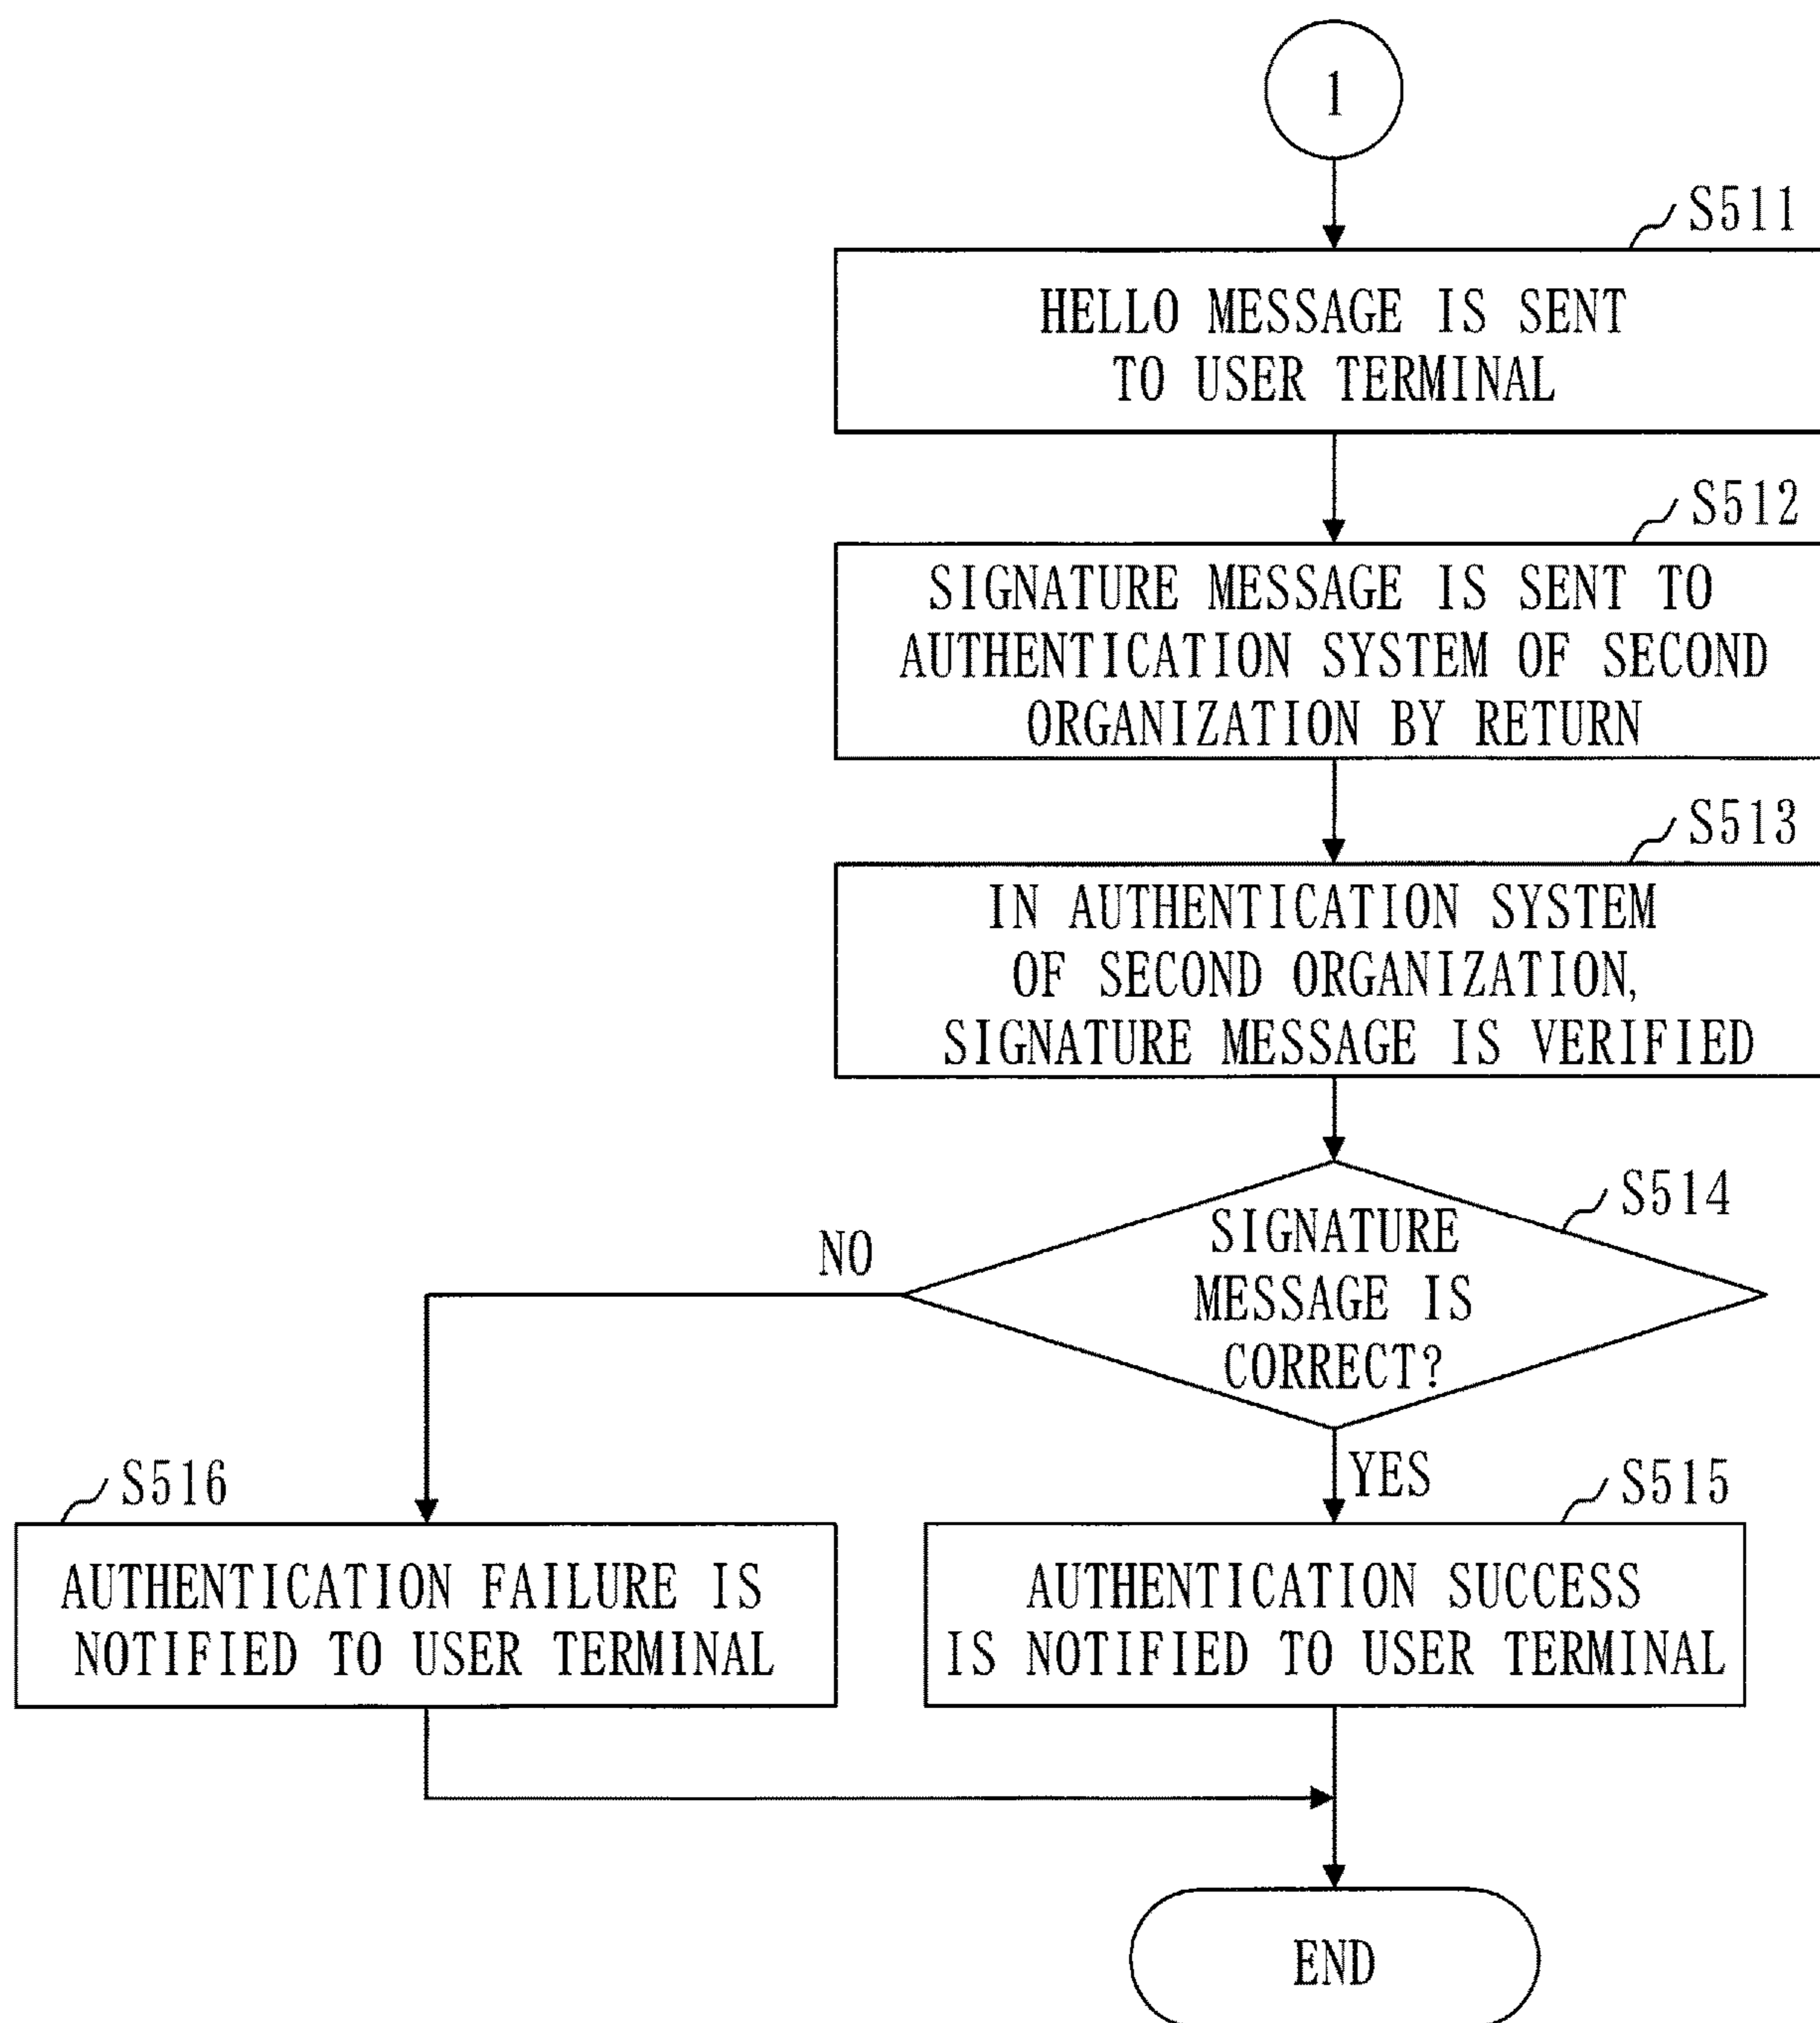 1
S511
HELLO MESSAGE IS SENT
TO USER TERMINAL
S512
SIGNATURE MESSAGE IS SENT TO
AUTHENTICATION SYSTEM OF SECOND
ORGANIZATION BY RETURN
S513
IN AUTHENTICATION SYSTEM
OF SECOND ORGANIZATION,
SIGNATURE MESSAGE IS VERIFIED
S514
SIGNATURE
MESSAGE IS
CORRECT?
NO
YES
S516
AUTHENTICATION FAILURE IS
NOTIFIED TO USER TERMINAL
S515
AUTHENTICATION SUCCESS
IS NOTIFIED TO USER TERMINAL
END